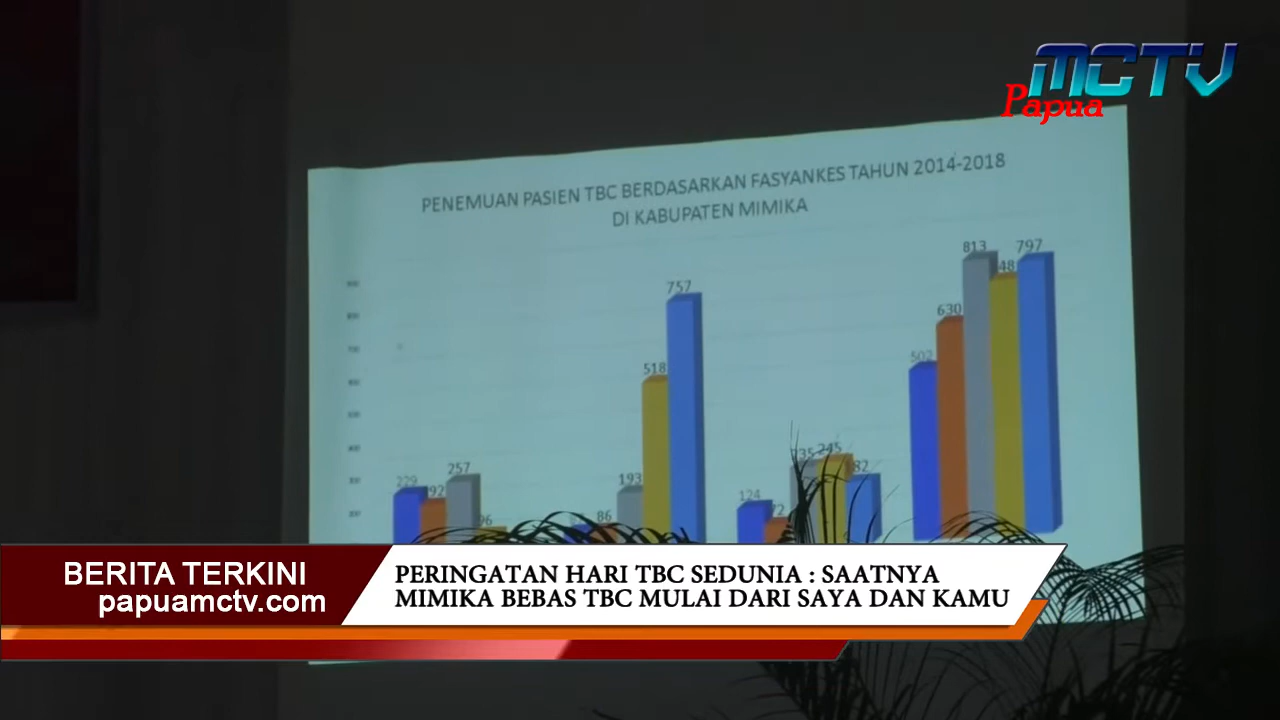 MCTV
Papua
PENEMUAN PASIEN TBC BERDASARKAN FASYANKES TAHUN 2014-2018
DI KABUPATEN MIMIKA
813
797
757
630
518
502
257
229
193
86
124
245
BERITA TERKINI
papuamctv.com
PERINGATAN HARI TBC SEDUNIA : SAATNYA
MIMIKA BEBAS TBC MULAI DARI SAYA DAN KAMU